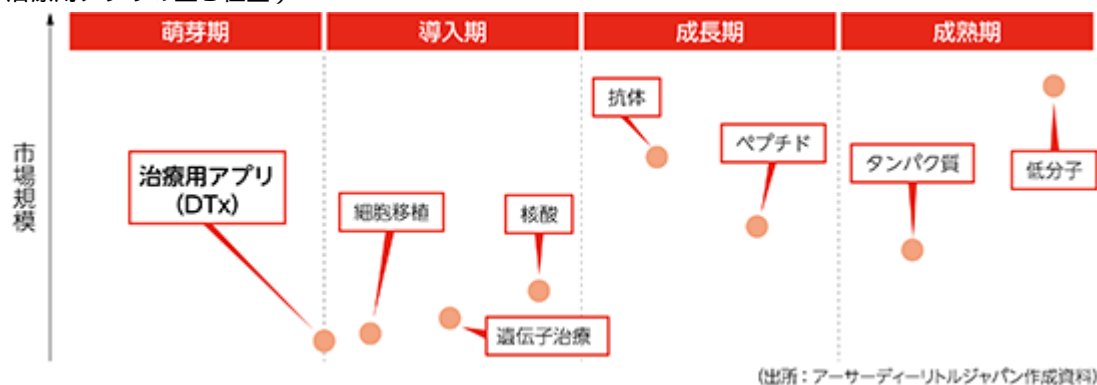 萌芽期
導入期
成長期
成熟期
市場規模
治療用アプリ
(DTx)
細胞移植
核酸
遺伝子治療
抗体
ペプチド
タンパク質
低分子
(出所：アーサーディーリトルジャパン作成資料)